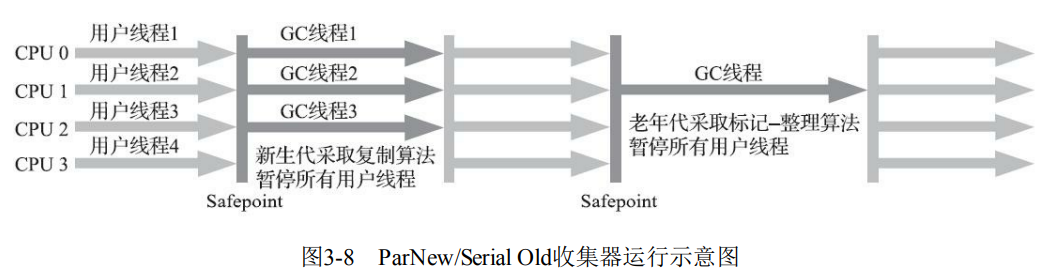 CPU 0
用户线程1
GC线程1
CPU 1
用户线程2
GC线程2
GC线程
CPU 2
用户线程3
GC线程3
CPU 3
用户线程4
新生代采取复制算法
暂停所有用户线程
老年代采取标记–整理算法
暂停所有用户线程
Safepoint
Safepoint
图3-8 ParNew/Serial Old收集器运行示意图